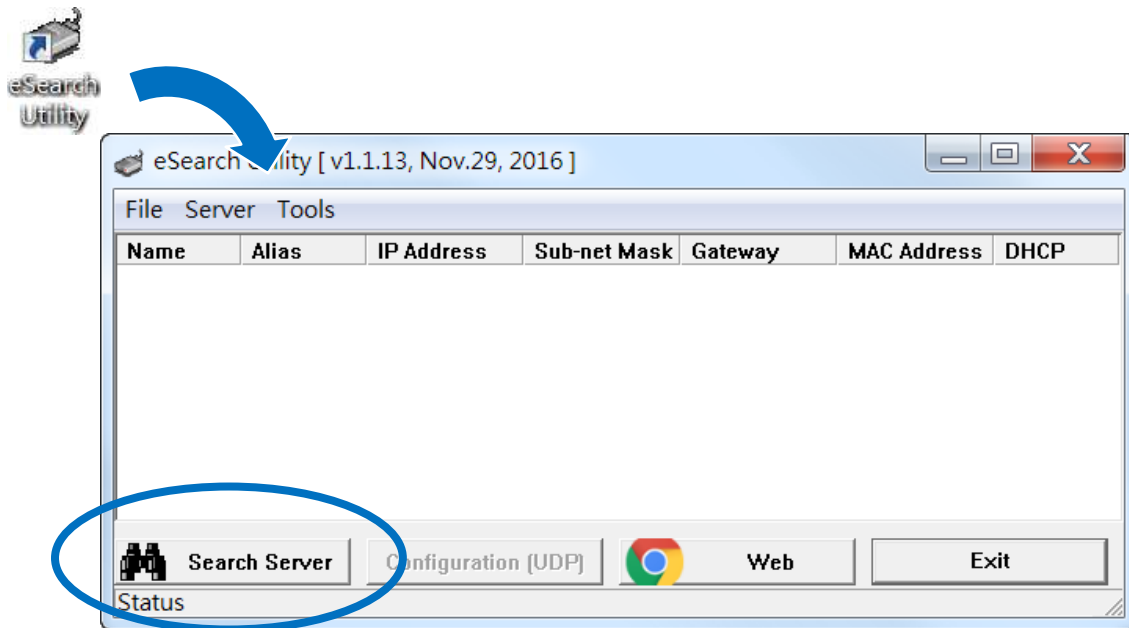 eSearch
Utility
eSearch Utility [ v1.1.13, Nov.29, 2016 ]
File Server Tools
Name Alias IP Address Sub-net Mask Gateway MAC Address DHCP
Search Server Configuration (UDP) Web Exit
Status